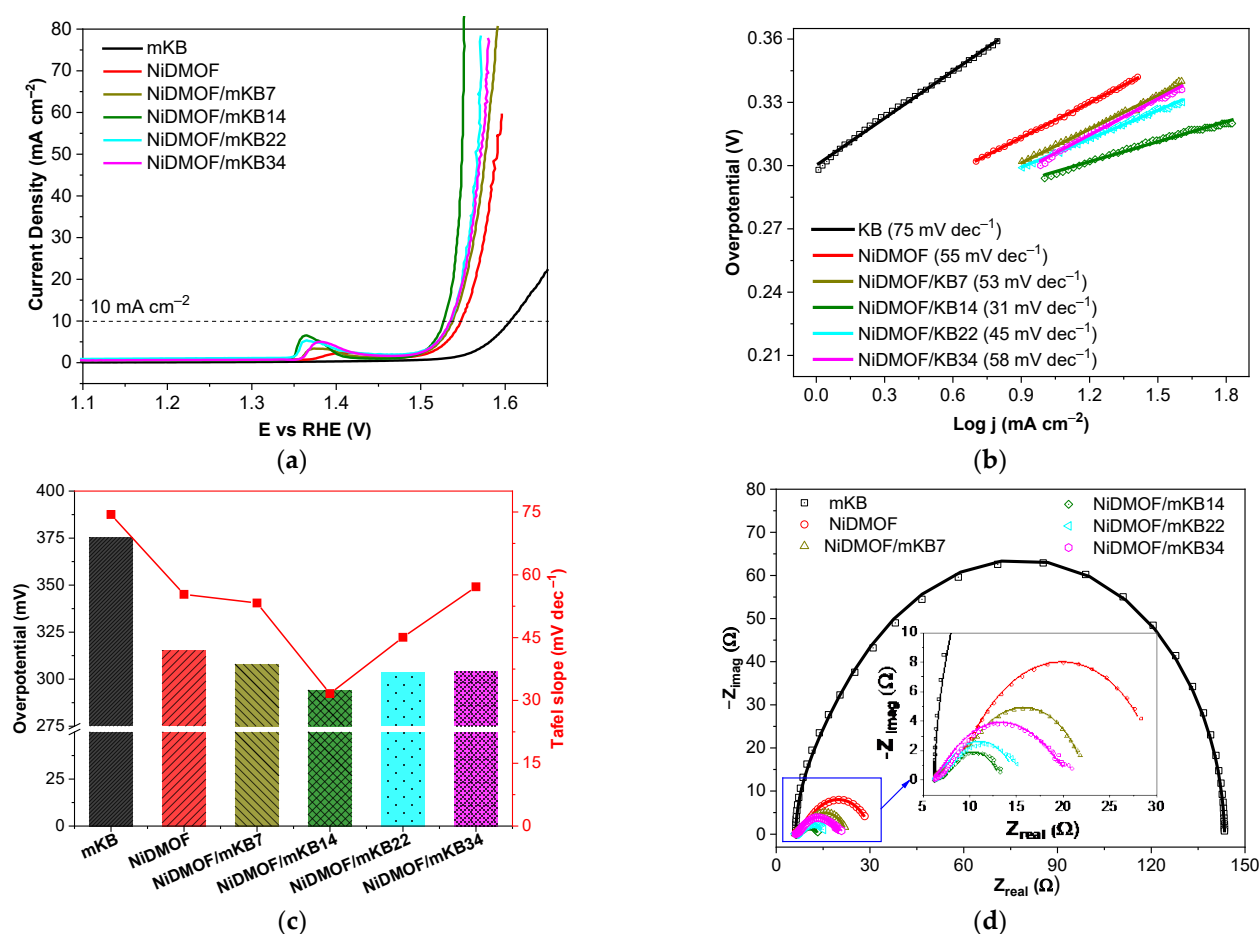 80
70
60
50
40
30
20
10
0
Current Density (mA cm⁻²)
mKB
NiDMOF
NiDMOF/mKB7
NiDMOF/mKB14
NiDMOF/mKB22
NiDMOF/mKB34
10 mA cm⁻²
1.1 1.2 1.3 1.4 1.5 1.6
E vs RHE (V)
(a)
0.36
0.33
0.30
0.27
0.24
0.21
Overpotential (V)
KB (75 mV dec⁻¹)
NiDMOF (55 mV dec⁻¹)
NiDMOF/KB7 (53 mV dec⁻¹)
NiDMOF/KB14 (31 mV dec⁻¹)
NiDMOF/KB22 (45 mV dec⁻¹)
NiDMOF/KB34 (58 mV dec⁻¹)
0.0 0.3 0.6 0.9 1.2 1.5 1.8
Log j (mA cm⁻²)
(b)
400
375
350
325
300
275
50
25
0
Overpotential (mV)
75
60
45
30
15
0
Tafel slope (mV dec⁻¹)
mKB
NiDMOF
NiDMOF/mKB7
NiDMOF/mKB14
NiDMOF/mKB22
NiDMOF/mKB34
(c)
80
70
60
50
40
30
20
10
0
-Zimag (Ω)
mKB
NiDMOF
NiDMOF/mKB7
NiDMOF/mKB14
NiDMOF/mKB22
NiDMOF/mKB34
10
8
6
4
2
0
-Z imag (Ω)
5 10 15 20 25 30
Zreal (Ω)
0 30 60 90 120 150
Zreal (Ω)
(d)